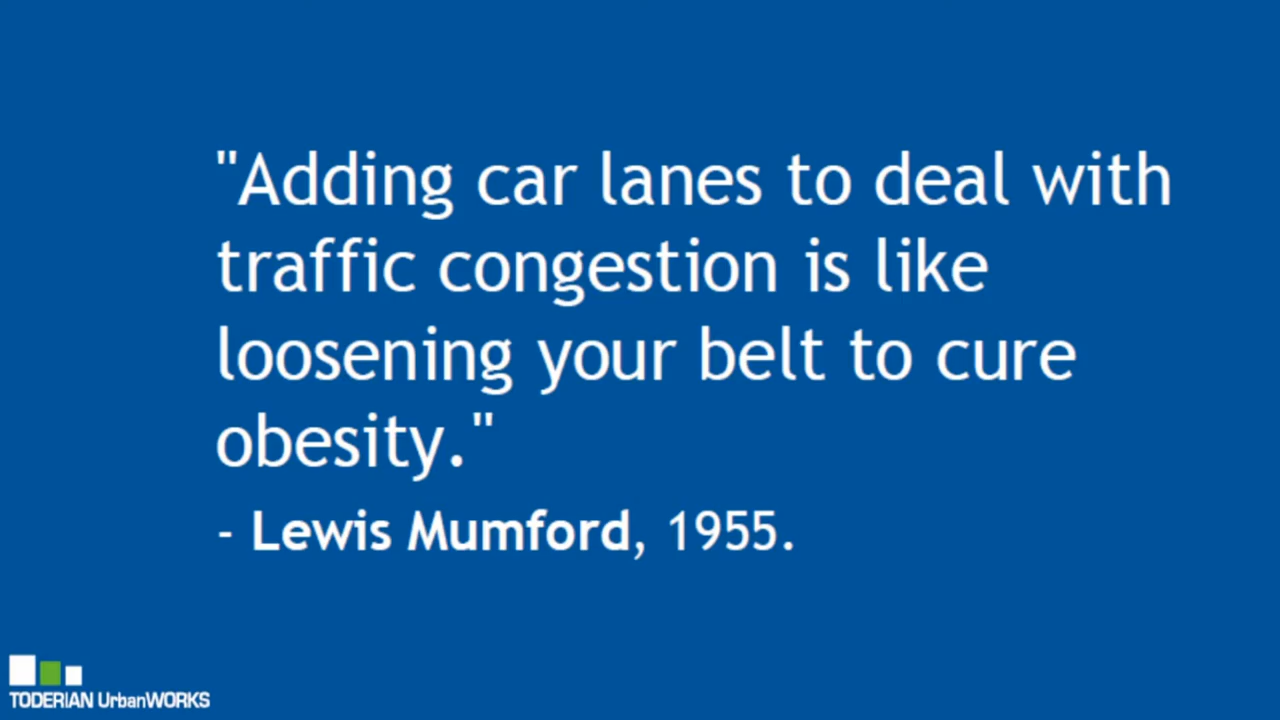 "Adding car lanes to deal with
traffic congestion is like
loosening your belt to cure
obesity."
- Lewis Mumford, 1955.
TODERIAN UrbanWORKS